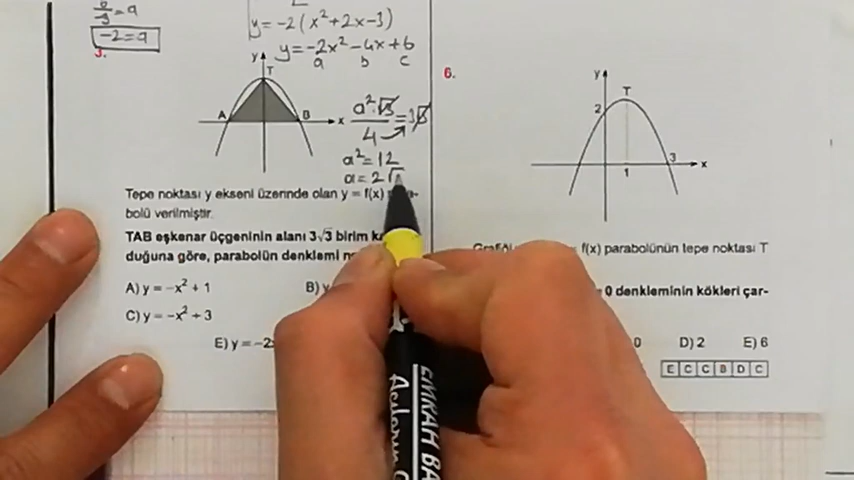 -2 = a
y = -2(x²+2x-3)
y = -2x² - 4x + 6
a b c
3.
y
T
A
B
x
a²·√3
4
= 3√3
a² = 12
a = 2√
Tepe noktası y ekseni üzerinde olan y = f(x)
bolü verilmiştir.
TAB eşkenar üçgeninin alanı 3√3 birim
duğuna göre, parabolün denklemi
A) y = -x² + 1
B)
C) y = -x² + 3
E) y = -2
6.
y
T
2
3
x
1
f(x) parabolünün tepe noktası T
= 0 denkleminin kökleri çar-
0 D) 2 E) 6
E C C B D C
EMRAH